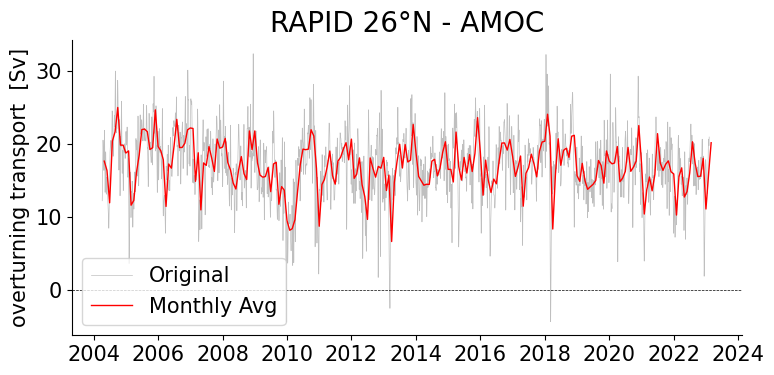 RAPID 26°N - AMOC
overturning transport [Sv]
30
20
10
0
Original
Monthly Avg
2004 2006 2008 2010 2012 2014 2016 2018 2020 2022 2024